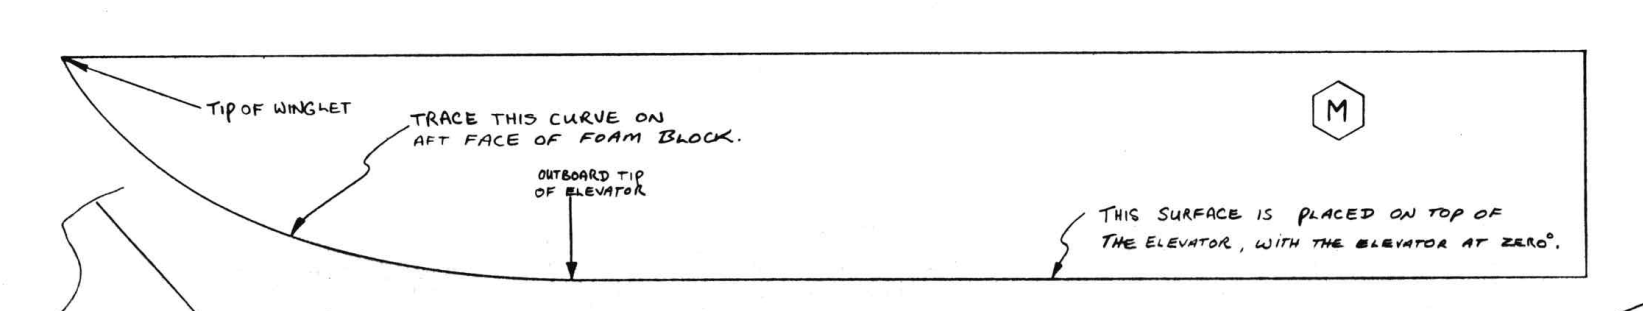 TIP OF WINGLET
TRACE THIS CURVE ON
AFT FACE OF FOAM BLOCK.
OUTBOARD TIP
OF ELEVATOR
M
THIS SURFACE IS PLACED ON TOP OF
THE ELEVATOR, WITH THE ELEVATOR AT ZERO°.